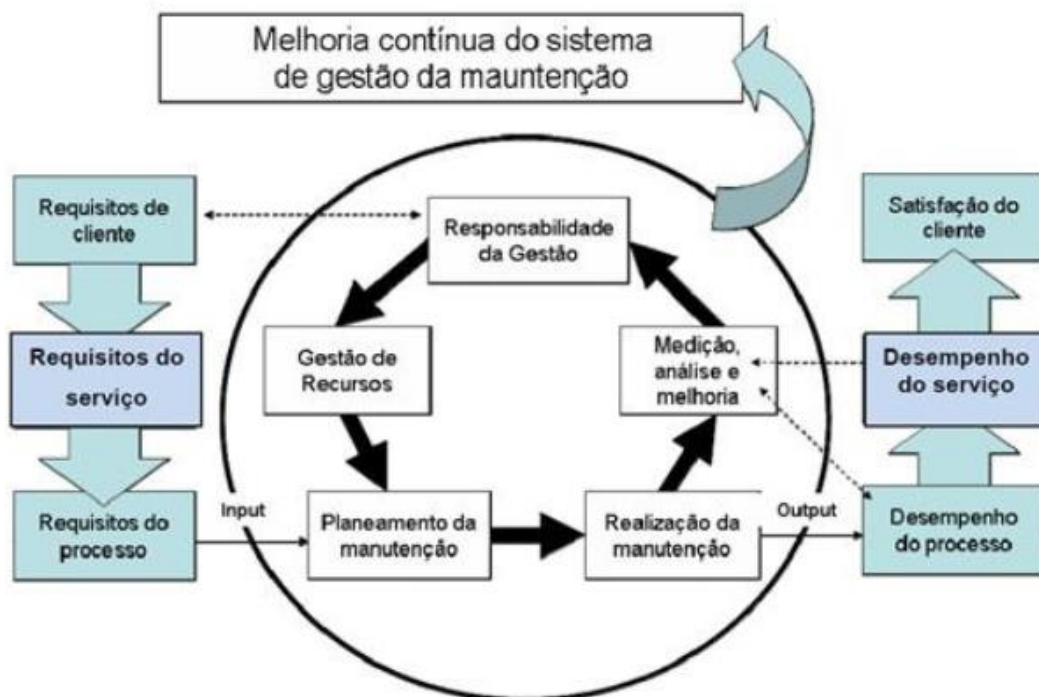 Melhoria contínua do sistema
de gestão da mauntenção
Requisitos de
cliente
Responsabilidade
da Gestão
Satisfação do
cliente
Requisitos do
serviço
Gestão de
Recursos
Medição,
análise e
melhoria
Desempenho
do serviço
Requisitos do
processo
Input
Planeamento da
manutenção
Realização da
manutenção
Output
Desempenho
do processo